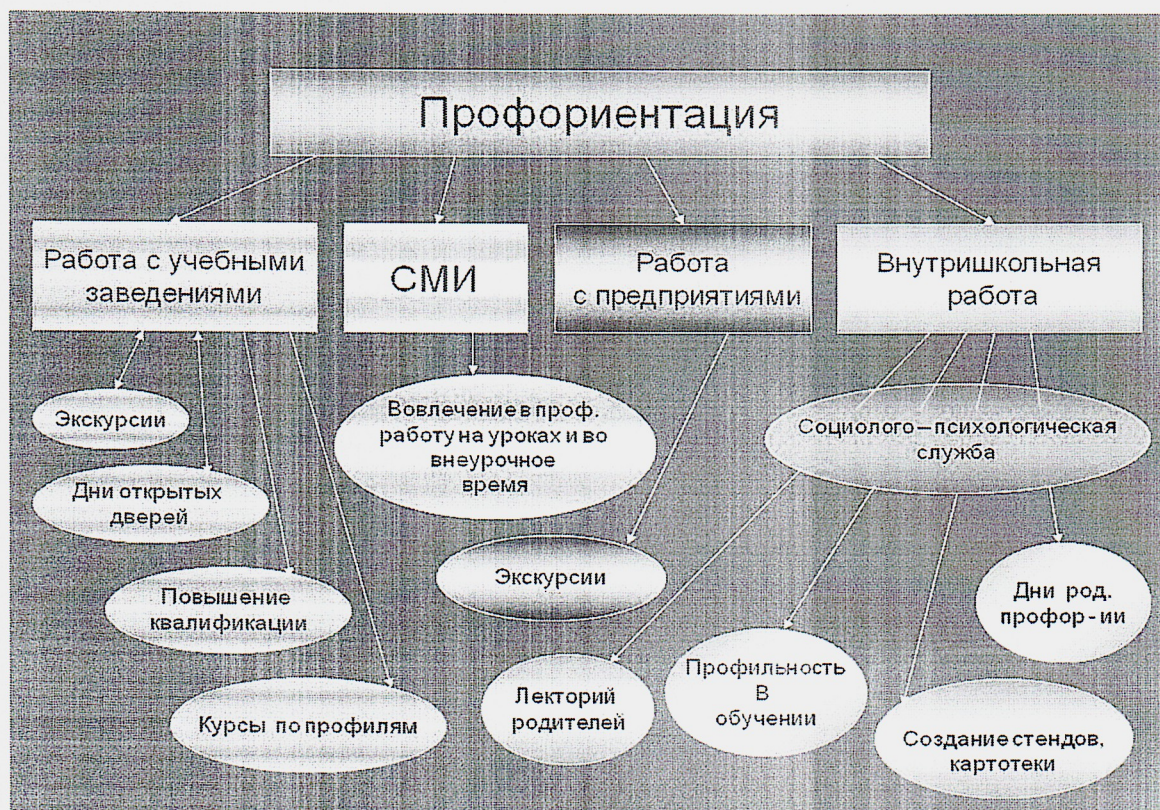 Профориентация
Работа с учебными
заведениями
СМИ
Работа
с предприятиями
Внутришкольная
работа
Экскурсии
Дни открытых
дверей
Повышение
квалификации
Курсы по профилям
Вовлечение в проф.
работу на уроках и во
внеурочное
время
Экскурсии
Социолого – психологическая
служба
Лекторий
родителей
Профильность
В
обучении
Создание стендов,
картотеки
Дни род.
профор - ии